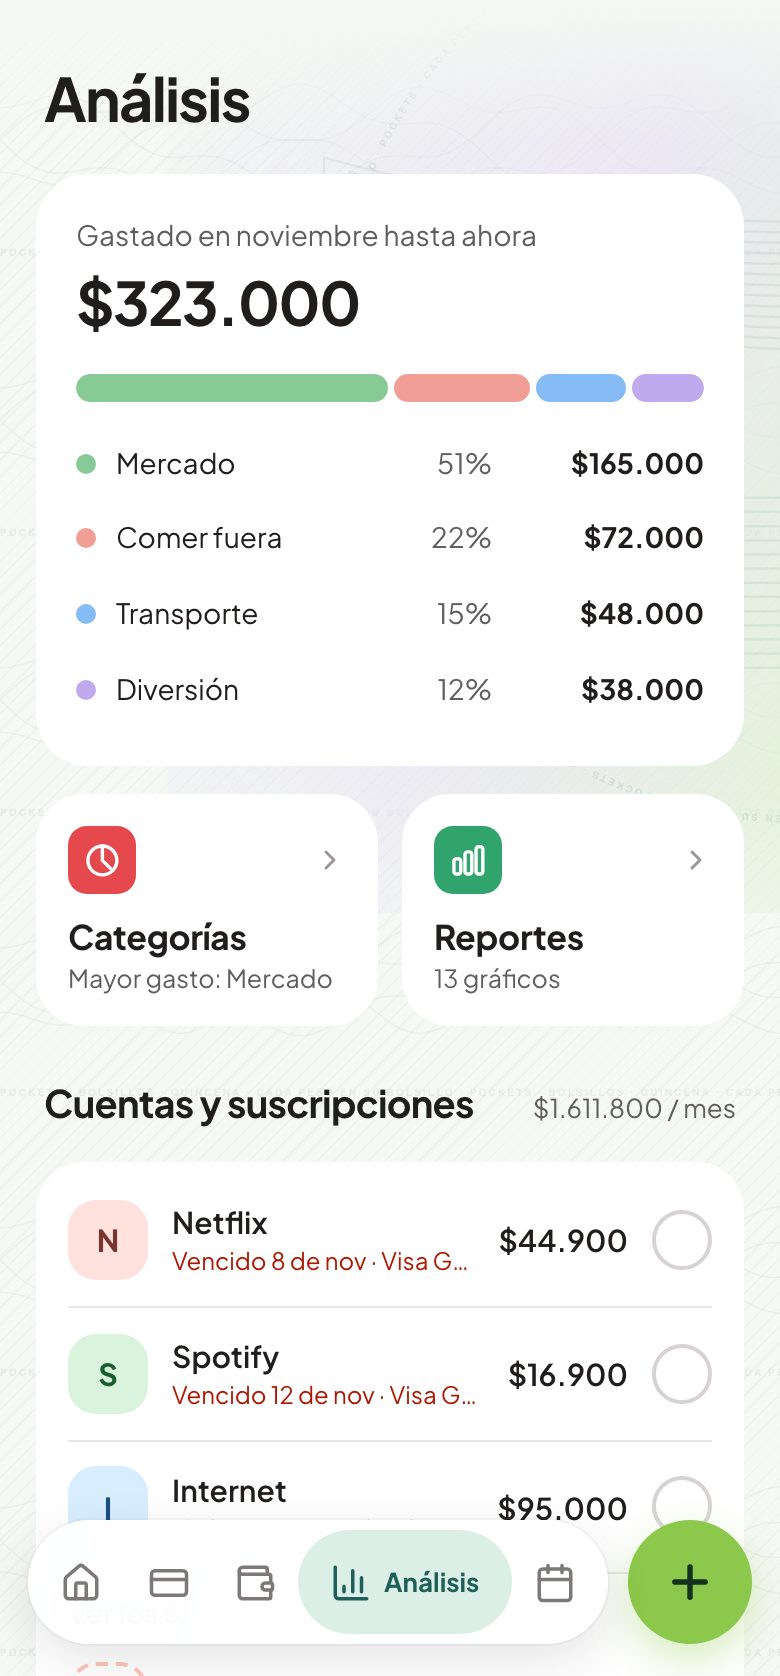 Análisis
Gastado en noviembre hasta ahora
$323.000
Mercado 51% $165.000
Comer fuera 22% $72.000
Transporte 15% $48.000
Diversión 12% $38.000
Categorías
Mayor gasto: Mercado
Reportes
13 gráficos
Cuentas y suscripciones $1.611.800 / mes
N Netflix $44.900
Vencido 8 de nov · Visa G...
S Spotify $16.900
Vencido 12 de nov · Visa G...
I Internet $95.000
Análisis
Ver los 5